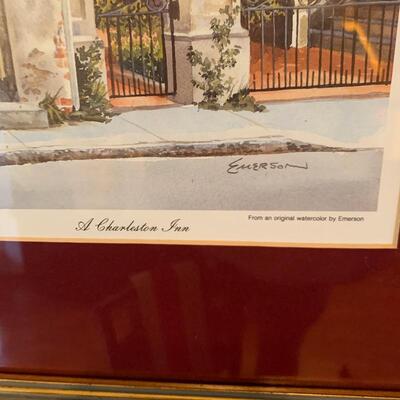 EMERSON
From an original watercolor by Emerson
A Charleston Inn